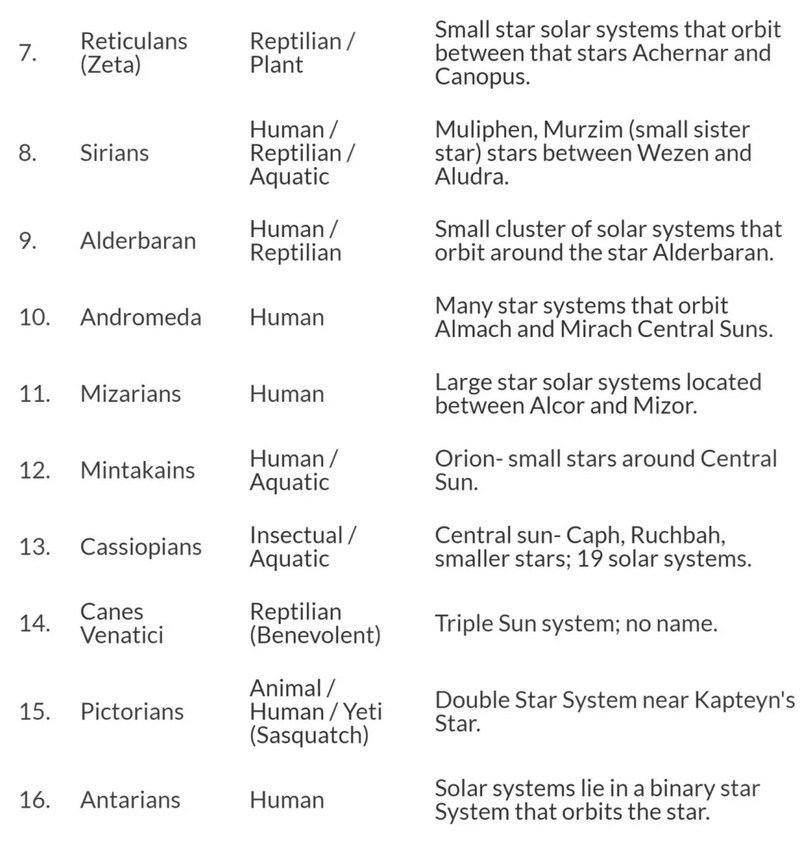 7. Reticulans (Zeta) Reptilian / Plant Small star solar systems that orbit between that stars Achernar and Canopus.
8. Sirians Human / Reptilian / Aquatic Muliphen, Murzim (small sister star) stars between Wezen and Aludra.
9. Alderbaran Human / Reptilian Small cluster of solar systems that orbit around the star Alderbaran.
10. Andromeda Human Many star systems that orbit Almach and Mirach Central Suns.
11. Mizarians Human Large star solar systems located between Alcor and Mizor.
12. Mintakains Human / Aquatic Orion- small stars around Central Sun.
13. Cassiopians Insectual / Aquatic Central sun- Caph, Ruchbah, smaller stars; 19 solar systems.
14. Canes Venatici Reptilian (Benevolent) Triple Sun system; no name.
15. Pictorians Animal / Human / Yeti (Sasquatch) Double Star System near Kapteyn's Star.
16. Antarians Human Solar systems lie in a binary star System that orbits the star.